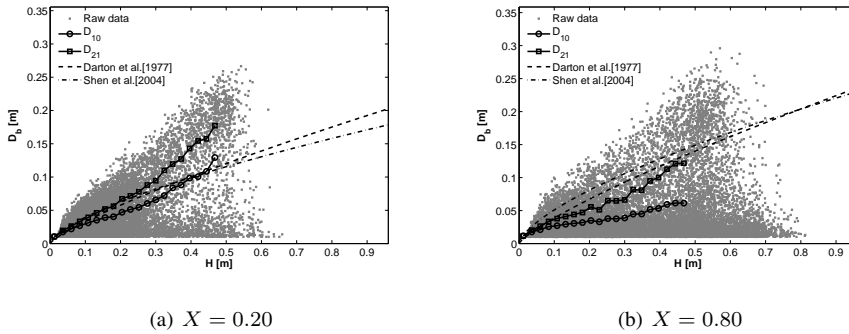 0.35
0.3
0.25
0.2
0.15
0.1
0.05
0
D_b [m]
Raw data
D_10
D_21
Darton et al.[1977]
Shen et al.[2004]
0 0.1 0.2 0.3 0.4 0.5 0.6 0.7 0.8 0.9
H [m]
(a) X = 0.20
0.35
0.3
0.25
0.2
0.15
0.1
0.05
0
D_b [m]
Raw data
D_10
D_21
Darton et al.[1977]
Shen et al.[2004]
0 0.1 0.2 0.3 0.4 0.5 0.6 0.7 0.8 0.9
H [m]
(b) X = 0.80